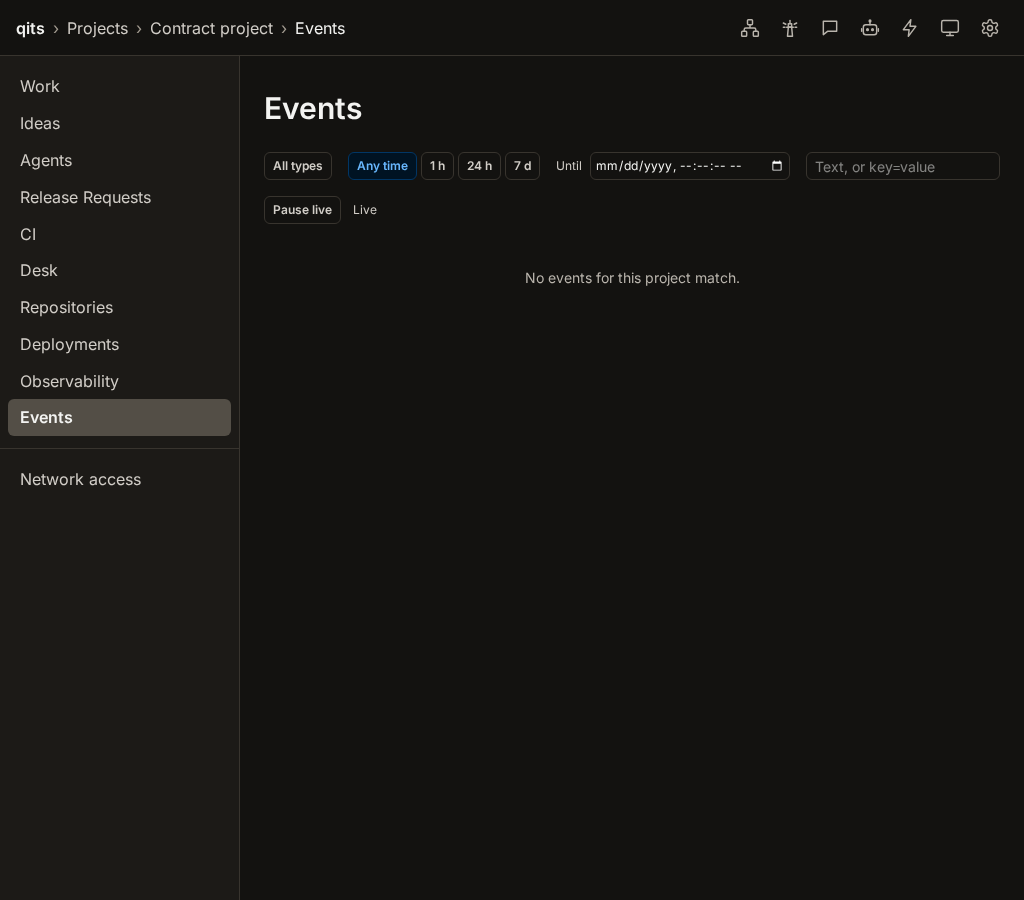 qits › Projects › Contract project › Events
Work
Ideas
Agents
Release Requests
CI
Desk
Repositories
Deployments
Observability
Events
Network access
Events
All types Any time 1 h 24 h 7 d Until mm/dd/yyyy, --:--:-- -- Text, or key=value
Pause live Live
No events for this project match.